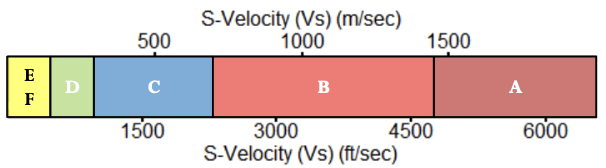 S-Velocity (Vs) (m/sec)
500 1000 1500
E
F D C B A
1500 3000 4500 6000
S-Velocity (Vs) (ft/sec)